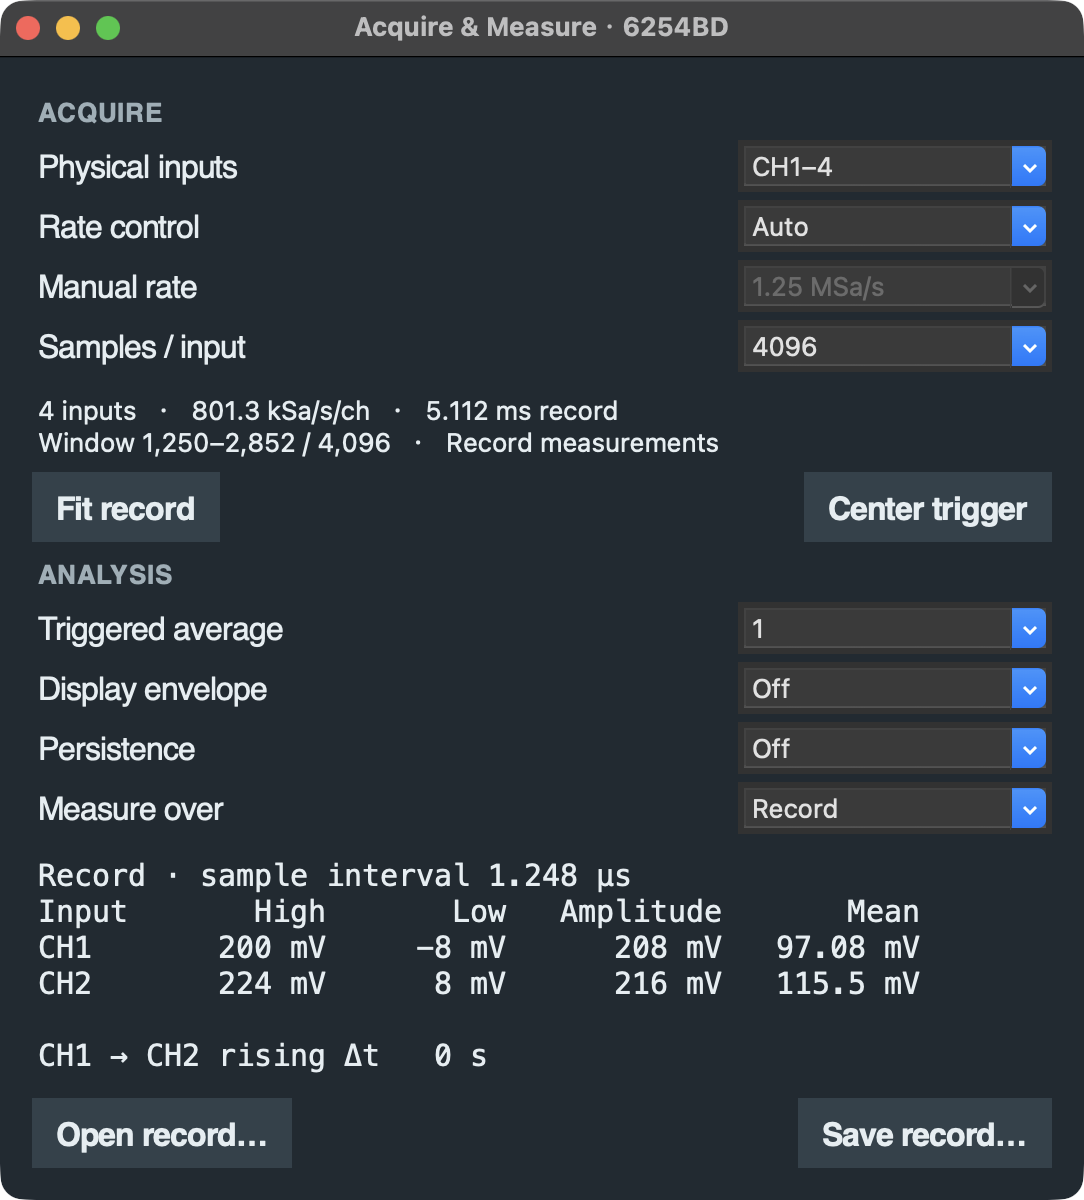 Acquire & Measure · 6254BD
ACQUIRE
Physical inputs CH1–4
Rate control Auto
Manual rate 1.25 MSa/s
Samples / input 4096
4 inputs · 801.3 kSa/s/ch · 5.112 ms record
Window 1,250–2,852 / 4,096 · Record measurements
Fit record Center trigger
ANALYSIS
Triggered average 1
Display envelope Off
Persistence Off
Measure over Record
Record · sample interval 1.248 µs
Input High Low Amplitude Mean
CH1 200 mV −8 mV 208 mV 97.08 mV
CH2 224 mV 8 mV 216 mV 115.5 mV
CH1 → CH2 rising Δt 0 s
Open record… Save record…